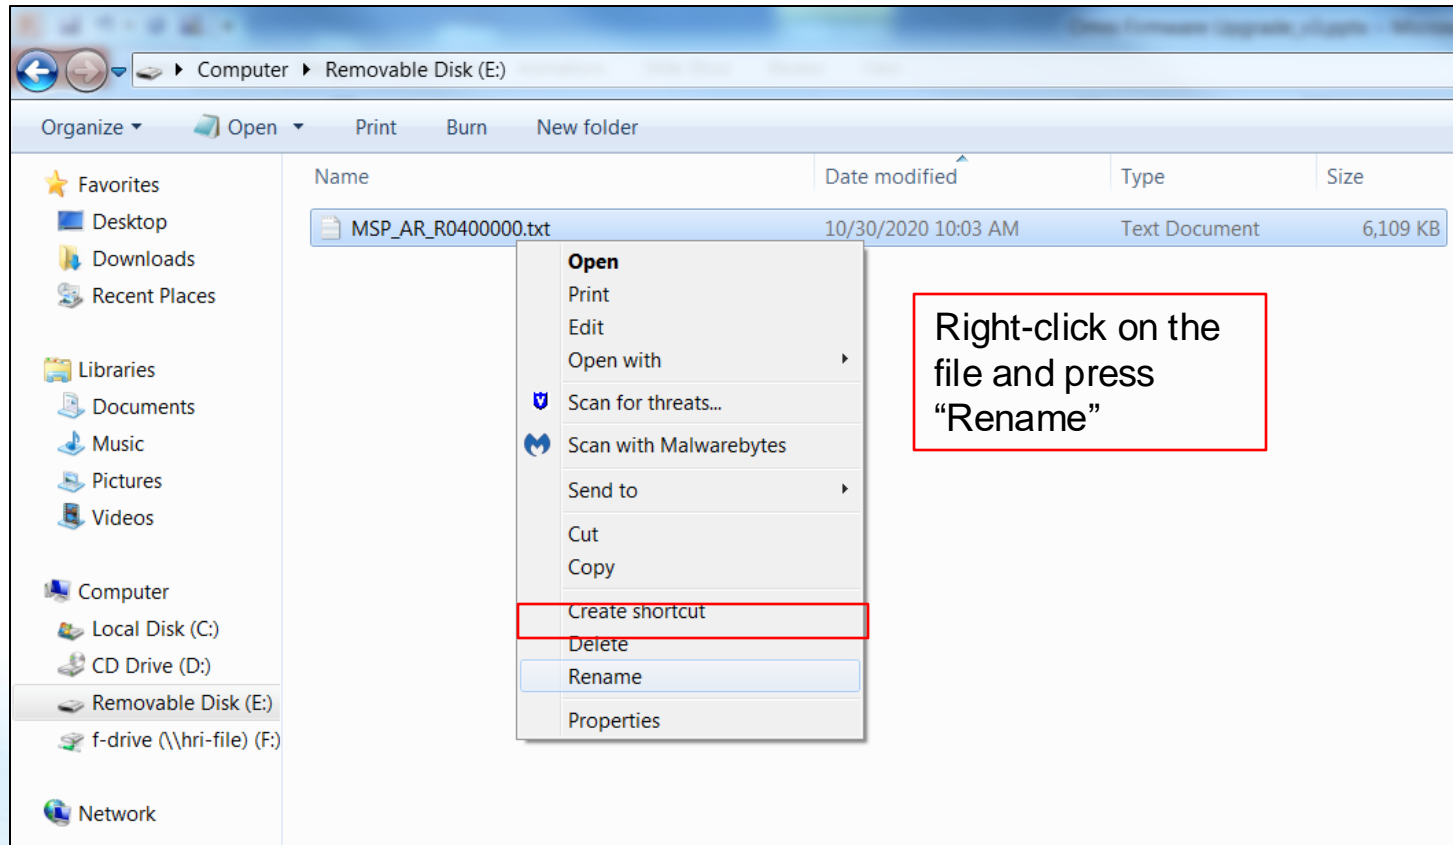 Computer ▸ Removable Disk (E:)
Organize Open Print Burn New folder
Favorites
Desktop
Downloads
Recent Places
Libraries
Documents
Music
Pictures
Videos
Computer
Local Disk (C:)
CD Drive (D:)
Removable Disk (E:)
f-drive (\\hri-file) (F:)
Network
Name Date modified Type Size
MSP_AR_R0400000.txt 10/30/2020 10:03 AM Text Document 6,109 KB
Open
Print
Edit
Open with
Scan for threats...
Scan with Malwarebytes
Send to
Cut
Copy
Create shortcut
Delete
Rename
Properties
Right-click on the
file and press
“Rename”